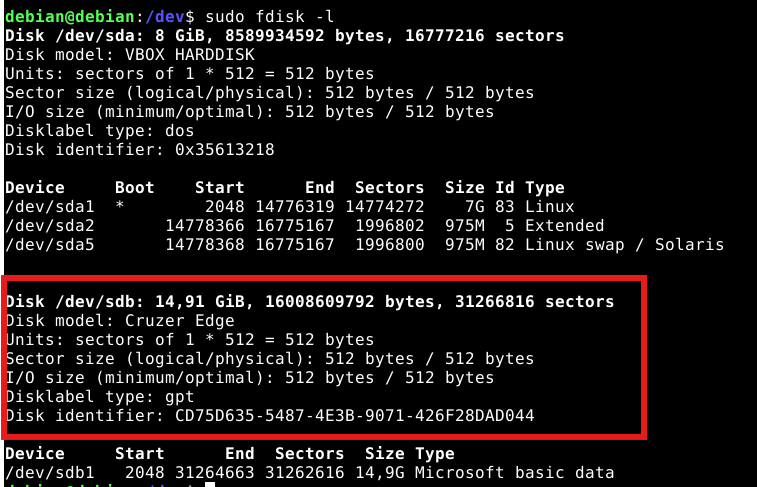 debian@debian:/dev$ sudo fdisk -l
Disk /dev/sda: 8 GiB, 8589934592 bytes, 16777216 sectors
Disk model: VBOX HARDDISK
Units: sectors of 1 * 512 = 512 bytes
Sector size (logical/physical): 512 bytes / 512 bytes
I/O size (minimum/optimal): 512 bytes / 512 bytes
Disklabel type: dos
Disk identifier: 0x35613218
Device     Boot    Start      End  Sectors  Size Id Type
/dev/sda1  *        2048 14776319 14774272    7G 83 Linux
/dev/sda2       14778366 16775167  1996802  975M  5 Extended
/dev/sda5       14778368 16775167  1996800  975M 82 Linux swap / Solaris
Disk /dev/sdb: 14,91 GiB, 16008609792 bytes, 31266816 sectors
Disk model: Cruzer Edge
Units: sectors of 1 * 512 = 512 bytes
Sector size (logical/physical): 512 bytes / 512 bytes
I/O size (minimum/optimal): 512 bytes / 512 bytes
Disklabel type: gpt
Disk identifier: CD75D635-5487-4E3B-9071-426F28DAD044
Device     Start      End  Sectors  Size Type
/dev/sdb1   2048 31264663 31262616 14,9G Microsoft basic data